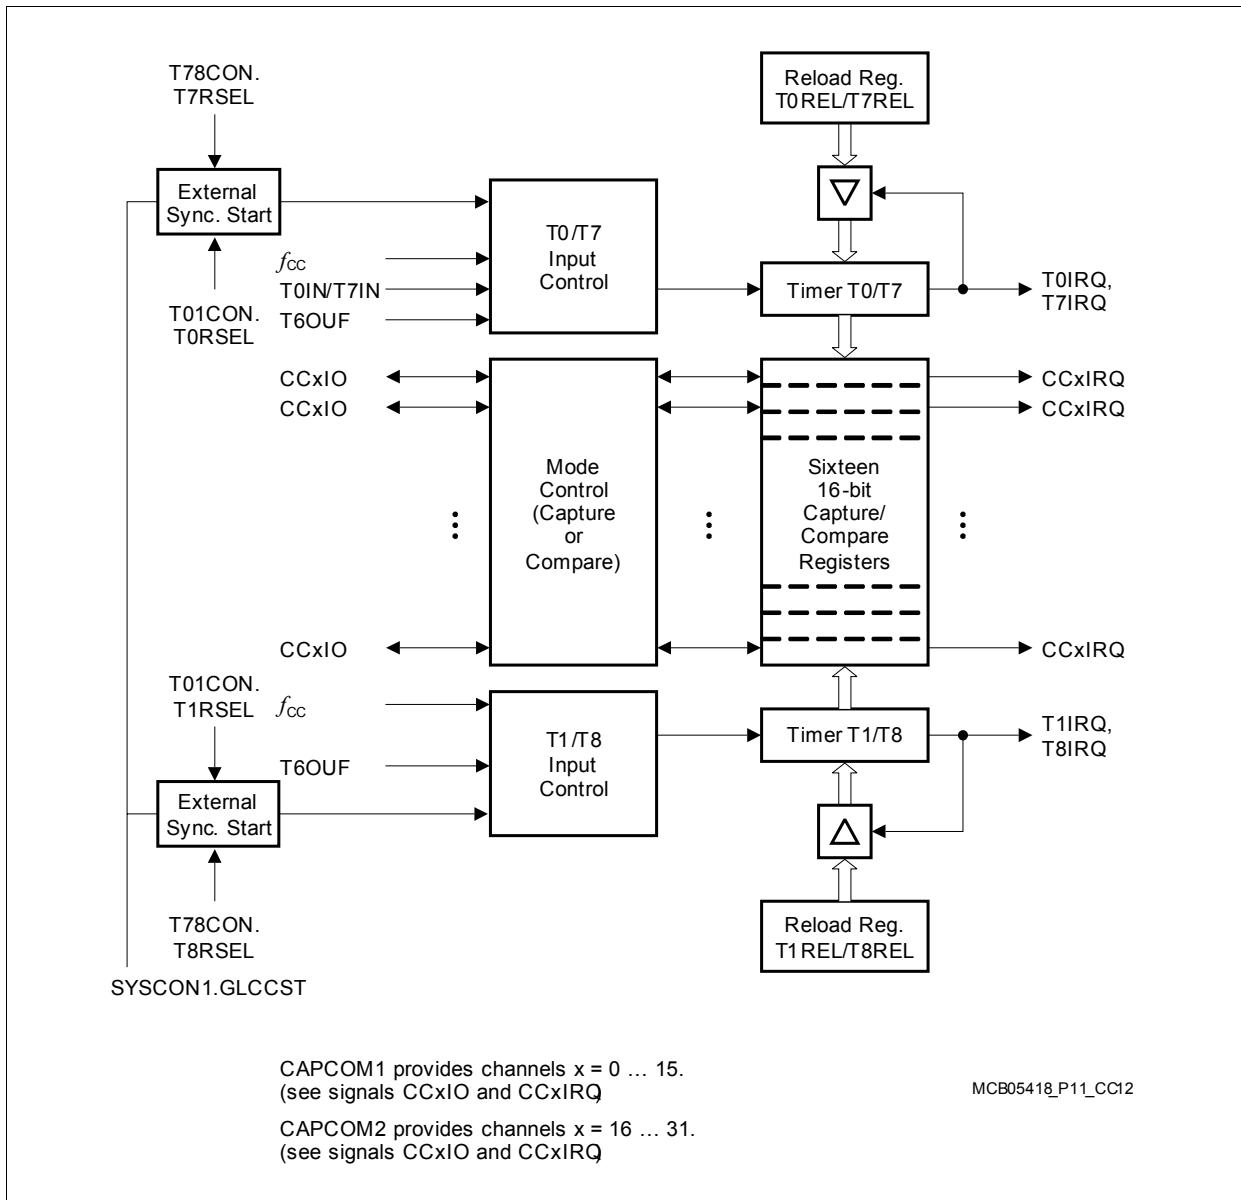 T78CON.
T7RSEL
Reload Reg.
T0REL/T7REL
External
Sync. Start
T0/T7
Input
Control
fCC
T0IN/T7IN
T6OUF
Timer T0/T7
T0IRQ,
T7IRQ
T01CON.
T0RSEL
CCxIO
CCxIRQ
CCxIO
CCxIRQ
Mode
Control
(Capture
or
Compare)
Sixteen
16-bit
Capture/
Compare
Registers
CCxIO
CCxIRQ
T01CON.
T1RSEL
fCC
T6OUF
T1/T8
Input
Control
Timer T1/T8
T1IRQ,
T8IRQ
External
Sync. Start
T78CON.
T8RSEL
Reload Reg.
T1REL/T8REL
SYSCON1.GLCCST
CAPCOM1 provides channels x = 0 … 15.
(see signals CCxIO and CCxIRQ)
CAPCOM2 provides channels x = 16 … 31.
(see signals CCxIO and CCxIRQ)
MCB05418_P11_CC12